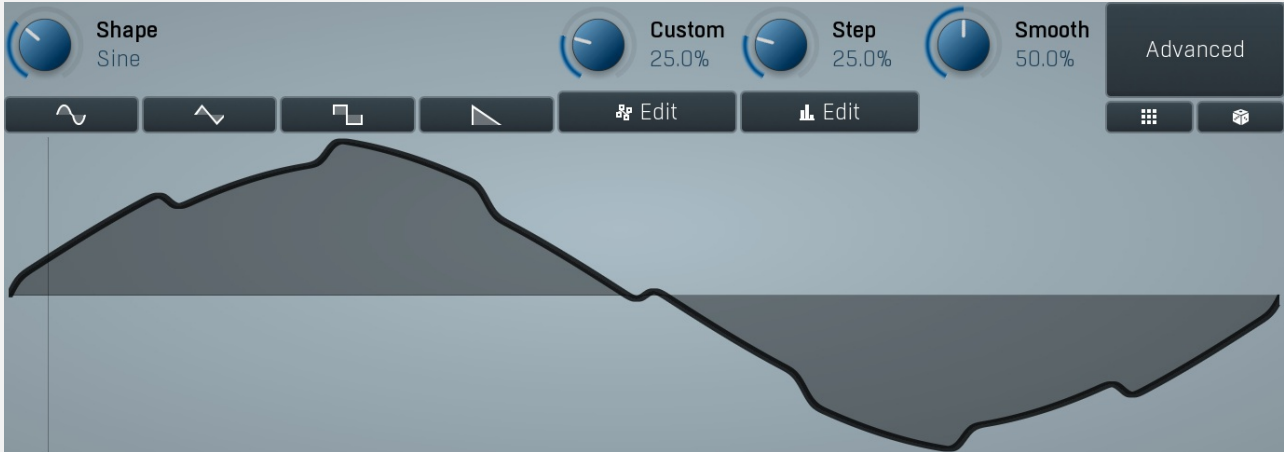 Shape
Sine
Custom
25.0%
Step
25.0%
Smooth
50.0%
Advanced
Edit
Edit